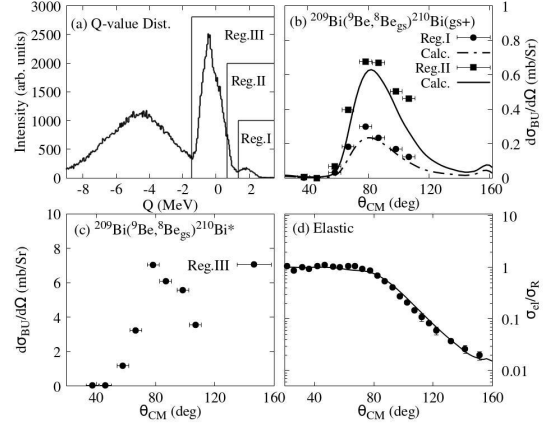 (a) Q-value Dist.
Reg.III
Reg.II
Reg.I
Intensity (arb. units)
3000
2500
2000
1500
1000
500
0
-8 -6 -4 -2 0 2
Q (MeV)
(b) ²⁰⁹Bi(⁹Be,⁸Be_gs)²¹⁰Bi(gs+)
Reg.I
Calc.
Reg.II
Calc.
dσ_BU/dΩ (mb/Sr)
1
0.8
0.6
0.4
0.2
0
40 80 120 160
θ_CM (deg)
(c) ²⁰⁹Bi(⁹Be,⁸Be_gs)²¹⁰Bi*
Reg.III
dσ_BU/dΩ (mb/Sr)
10
8
6
4
2
0
40 80 120 160
θ_CM (deg)
(d) Elastic
σ_el/σ_R
10
1
0.1
0.01
40 80 120 160
θ_CM (deg)